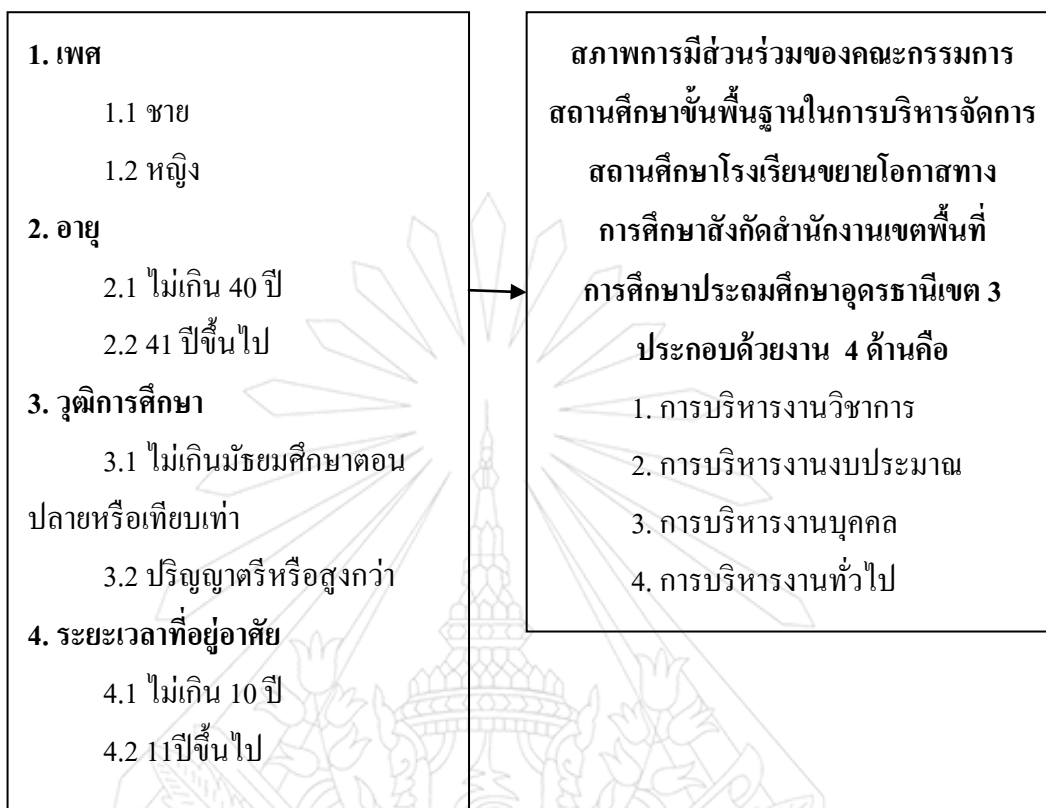 1. เพศ
1.1 ชาย
1.2 หญิง
2. อายุ
2.1 ไม่เกิน 40 ปี
2.2 41 ปีขึ้นไป
3. วุฒิการศึกษา
3.1 ไม่เกินมัธยมศึกษาตอน
ปลายหรือเทียบเท่า
3.2 ปริญญาตรีหรือสูงกว่า
4. ระยะเวลาที่อยู่อาศัย
4.1 ไม่เกิน 10 ปี
4.2 11ปีขึ้นไป
สภาพการมีส่วนร่วมของคณะกรรมการ
สถานศึกษาขั้นพื้นฐานในการบริหารจัดการ
สถานศึกษาโรงเรียนขยายโอกาสทาง
การศึกษาสังกัดสำนักงานเขตพื้นที่
การศึกษาประถมศึกษาอุดรธานีเขต 3
ประกอบด้วยงาน 4 ด้านคือ
1. การบริหารงานวิชาการ
2. การบริหารงานงบประมาณ
3. การบริหารงานบุคคล
4. การบริหารงานทั่วไป